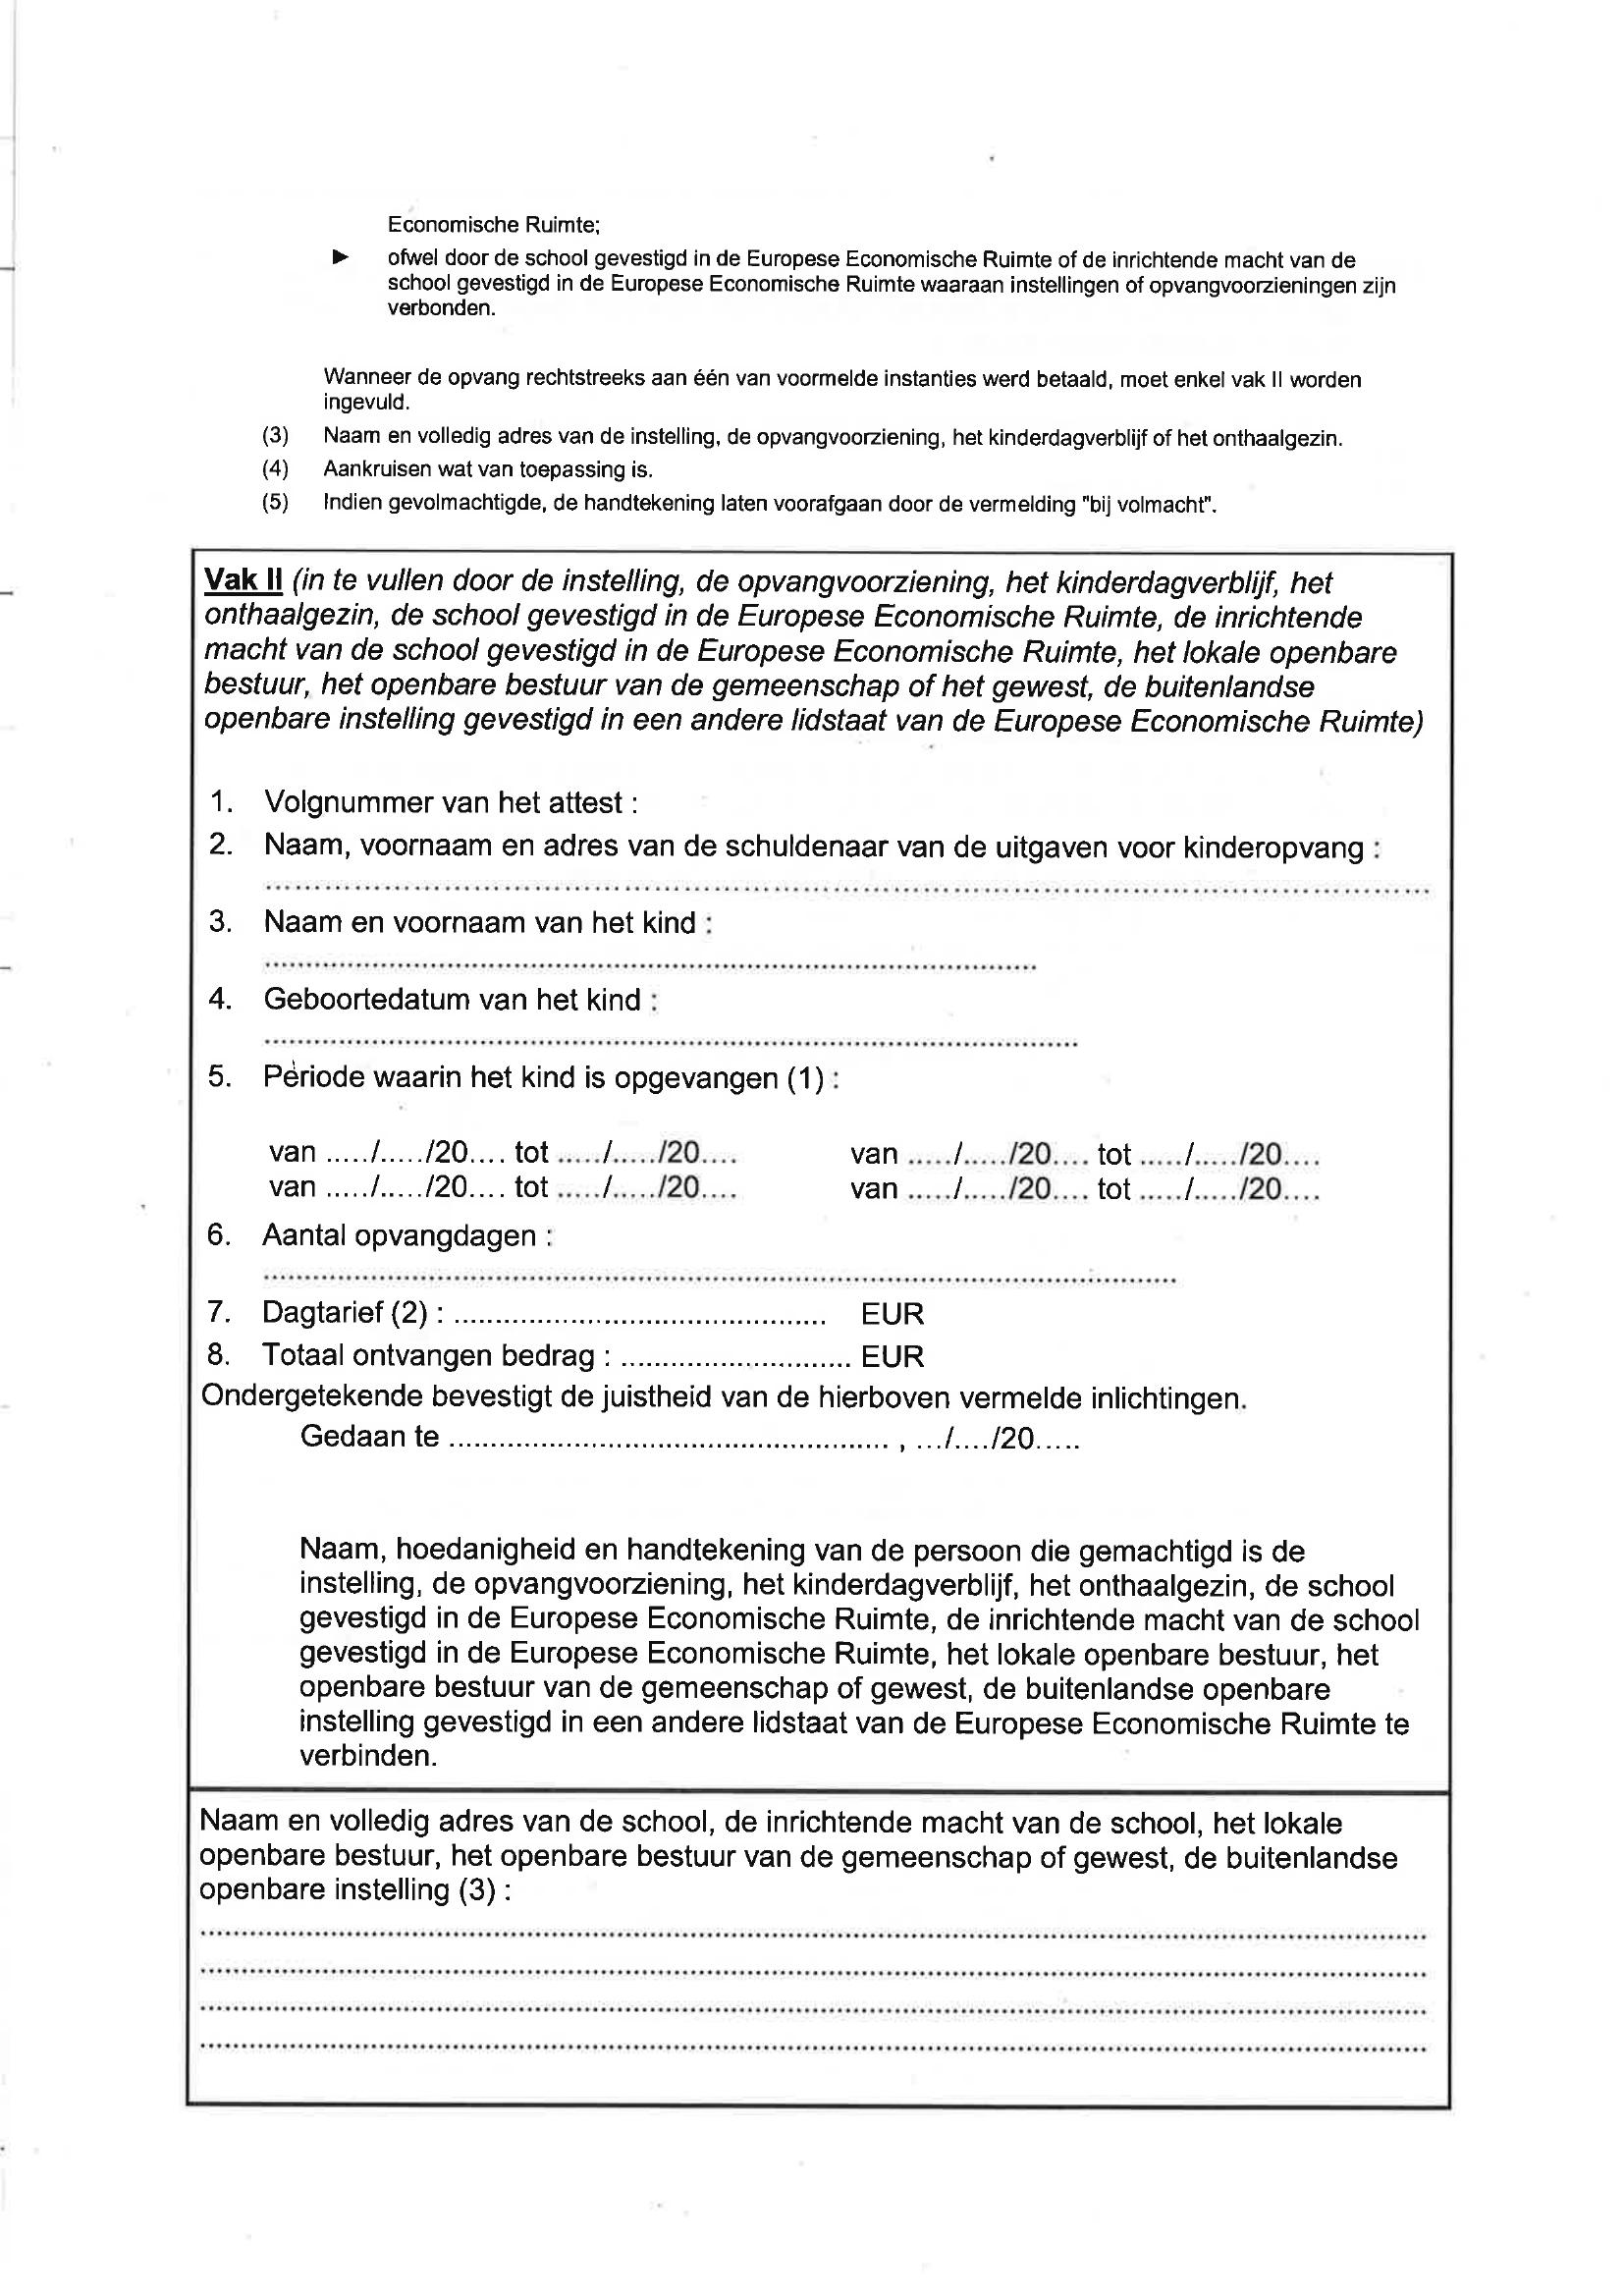 Economische Ruimte;
► ofwel door de school gevestigd in de Europese Economische Ruimte of de inrichtende macht van de
school gevestigd in de Europese Economische Ruimte waaraan instellingen of opvangvoorzieningen zijn
verbonden.
Wanneer de opvang rechtstreeks aan één van voormelde instanties werd betaald, moet enkel vak II worden
ingevuld.
(3) Naam en volledig adres van de instelling, de opvangvoorziening, het kinderdagverblijf of het onthaalgezin.
(4) Aankruisen wat van toepassing is.
(5) Indien gevolmachtigde, de handtekening laten voorafgaan door de vermelding "bij volmacht".
Vak II (in te vullen door de instelling, de opvangvoorziening, het kinderdagverblijf, het
onthaalgezin, de school gevestigd in de Europese Economische Ruimte, de inrichtende
macht van de school gevestigd in de Europese Economische Ruimte, het lokale openbare
bestuur, het openbare bestuur van de gemeenschap of het gewest, de buitenlandse
openbare instelling gevestigd in een andere lidstaat van de Europese Economische Ruimte)
1. Volgnummer van het attest :
2. Naam, voornaam en adres van de schuldenaar van de uitgaven voor kinderopvang :
3. Naam en voornaam van het kind :
4. Geboortedatum van het kind :
5. Periode waarin het kind is opgevangen (1) :
van ...../...../20.... tot ...../...../20.... van ...../...../20.... tot ...../...../20....
van ...../...../20.... tot ...../...../20.... van ...../...../20.... tot ...../...../20....
6. Aantal opvangdagen :
7. Dagtarief (2) : ............................................. EUR
8. Totaal ontvangen bedrag : ............................ EUR
Ondergetekende bevestigt de juistheid van de hierboven vermelde inlichtingen.
Gedaan te ..................................................... , .../..../20.....
Naam, hoedanigheid en handtekening van de persoon die gemachtigd is de
instelling, de opvangvoorziening, het kinderdagverblijf, het onthaalgezin, de school
gevestigd in de Europese Economische Ruimte, de inrichtende macht van de school
gevestigd in de Europese Economische Ruimte, het lokale openbare bestuur, het
openbare bestuur van de gemeenschap of gewest, de buitenlandse openbare
instelling gevestigd in een andere lidstaat van de Europese Economische Ruimte te
verbinden.
Naam en volledig adres van de school, de inrichtende macht van de school, het lokale
openbare bestuur, het openbare bestuur van de gemeenschap of gewest, de buitenlandse
openbare instelling (3) :